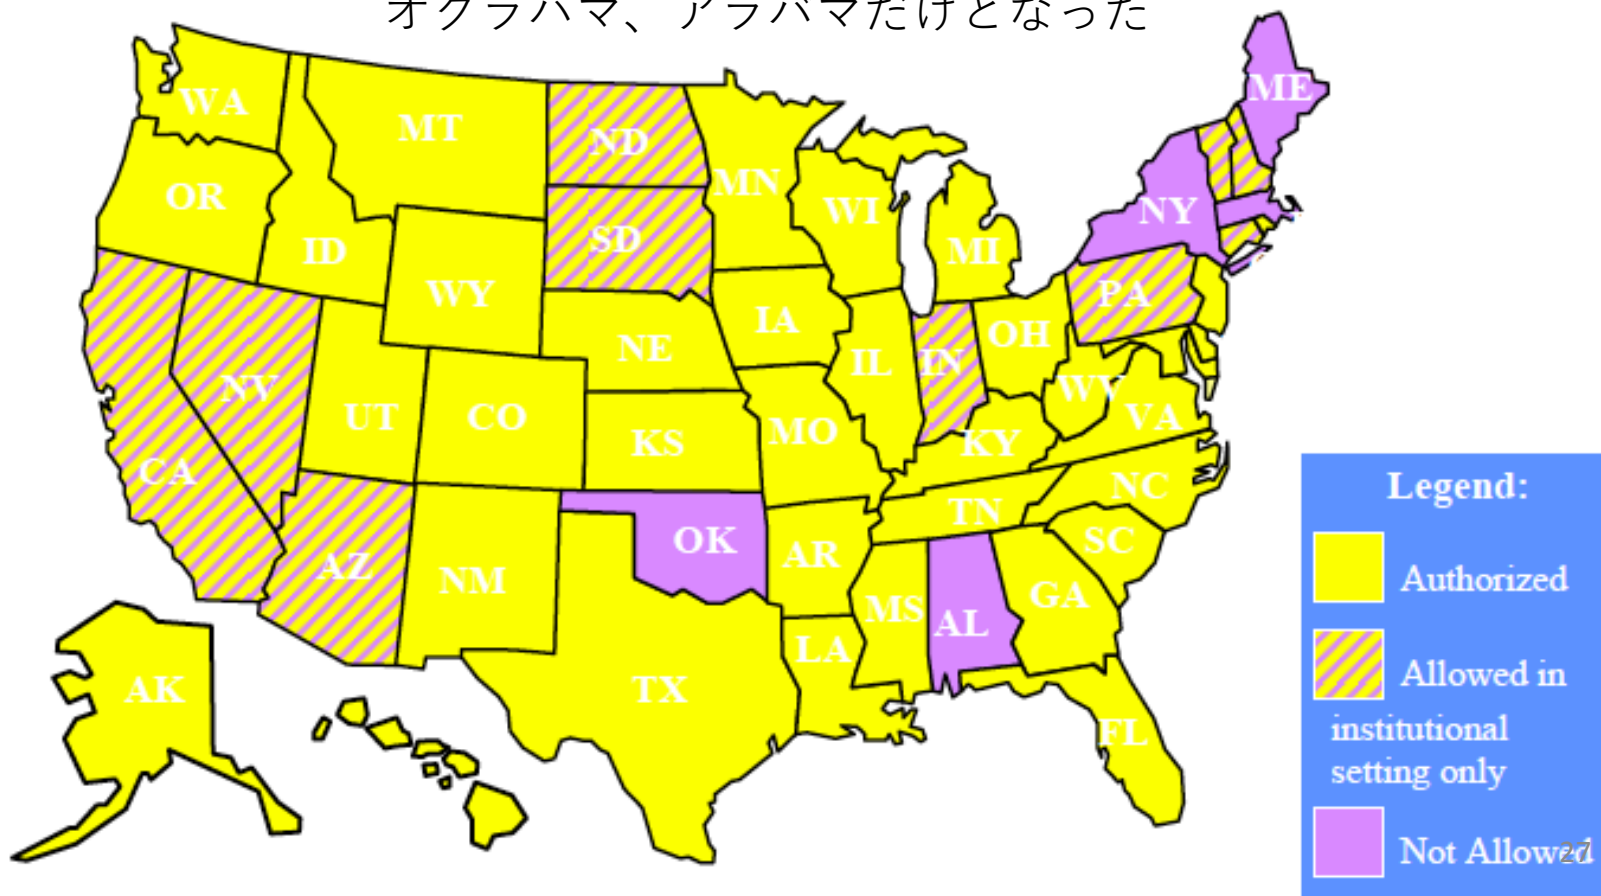 オクラハマ、アラバマだけとなった
ME
WA
MT
ND
MN
OR
WI
NY
SD
MI
ID
WY
PA
IA
OH
NE
IL
IN
WV
NV
UT
CO
VA
KS
MO
KY
CA
NC
TN
OK
SC
AR
AZ
NM
GA
MS
AL
LA
AK
TX
FL
Legend:
Authorized
Allowed in
institutional
setting only
Not Allowed
27